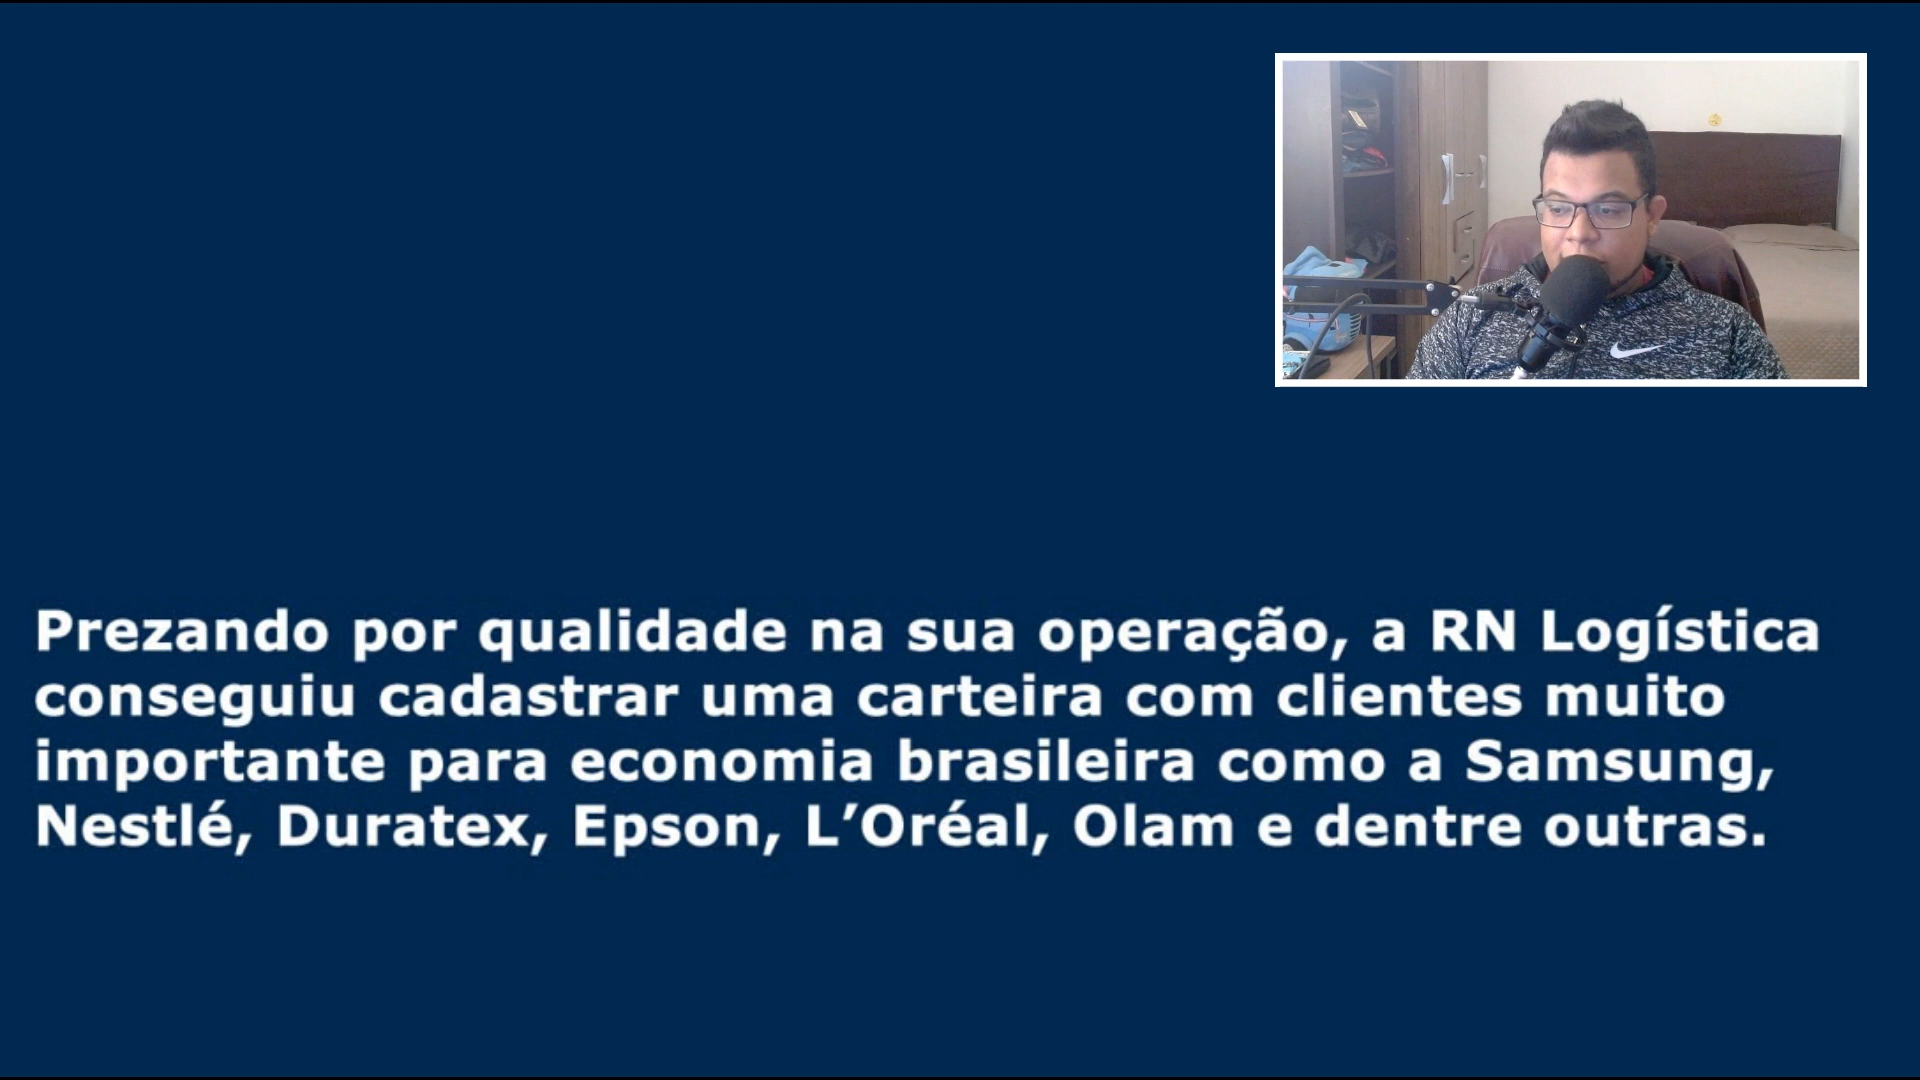 Prezando por qualidade na sua operação, a RN Logística
conseguiu cadastrar uma carteira com clientes muito
importante para economia brasileira como a Samsung,
Nestlé, Duratex, Epson, L’Oréal, Olam e dentre outras.